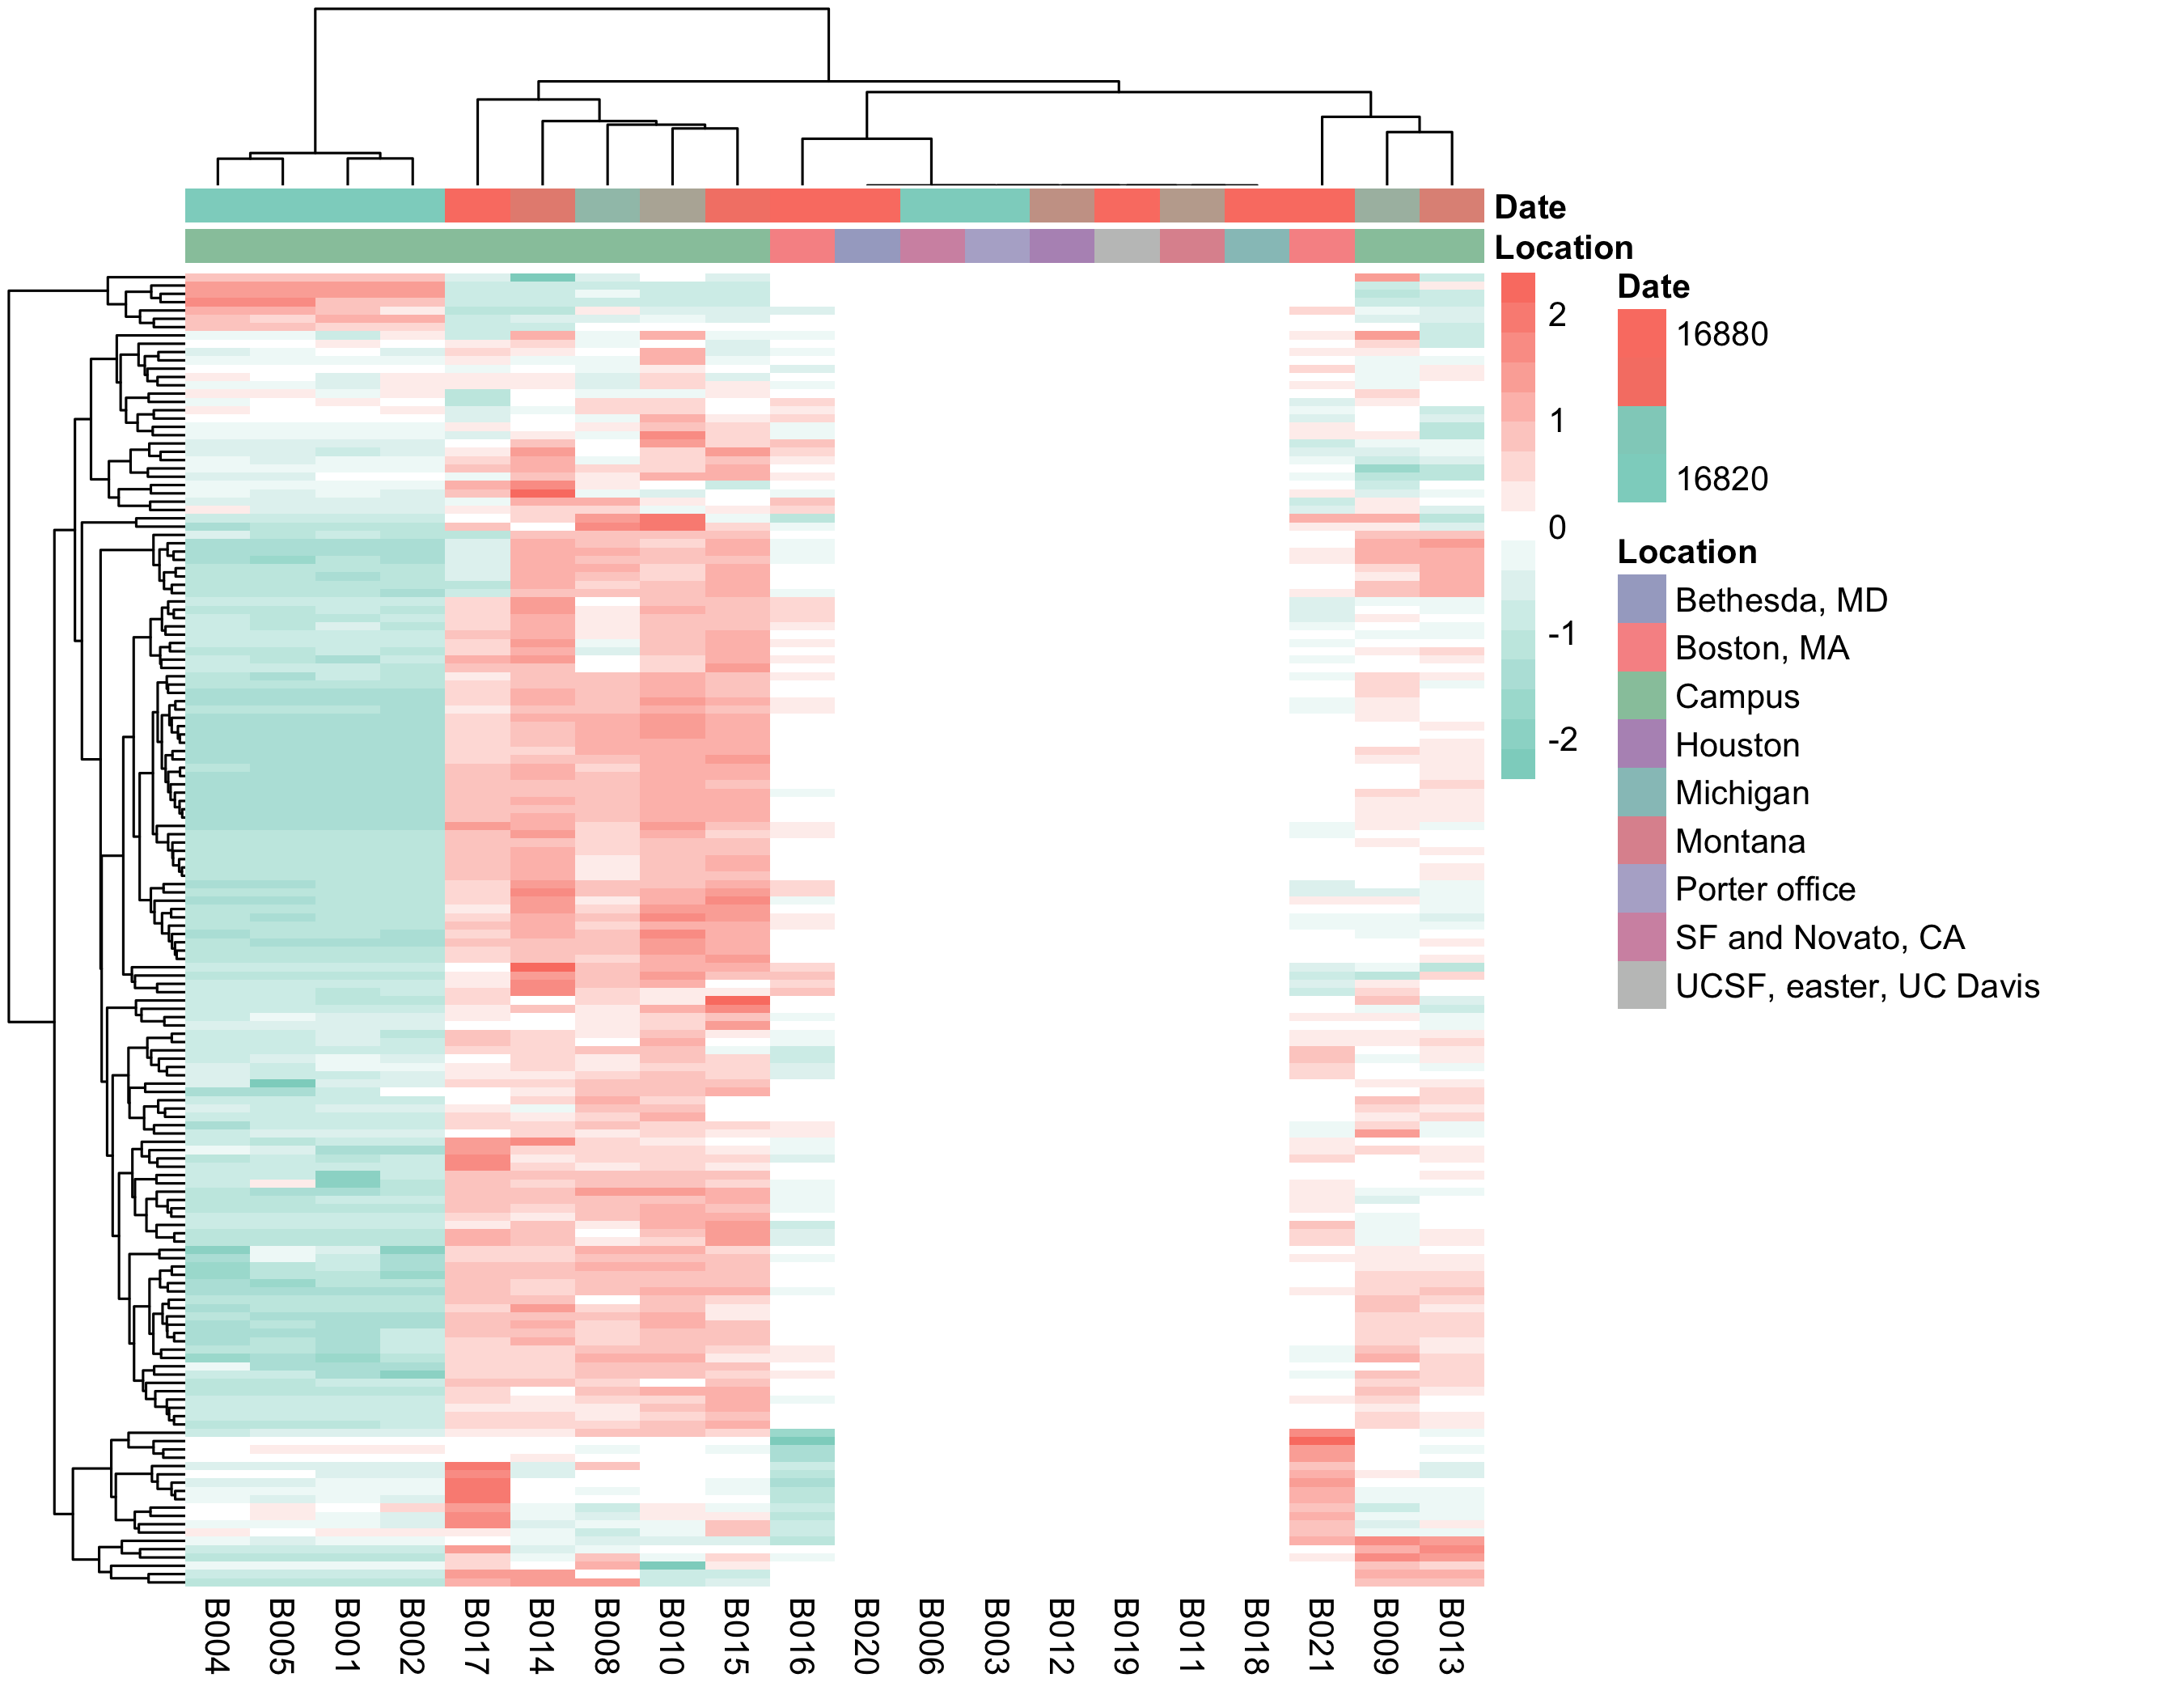 Date
Location
2
1
0
-1
-2
Date
16880
16820
Location
Bethesda, MD
Boston, MA
Campus
Houston
Michigan
Montana
Porter office
SF and Novato, CA
UCSF, easter, UC Davis
B004
B005
B001
B002
B017
B014
B008
B010
B015
B016
B020
B006
B003
B012
B019
B011
B018
B021
B009
B013